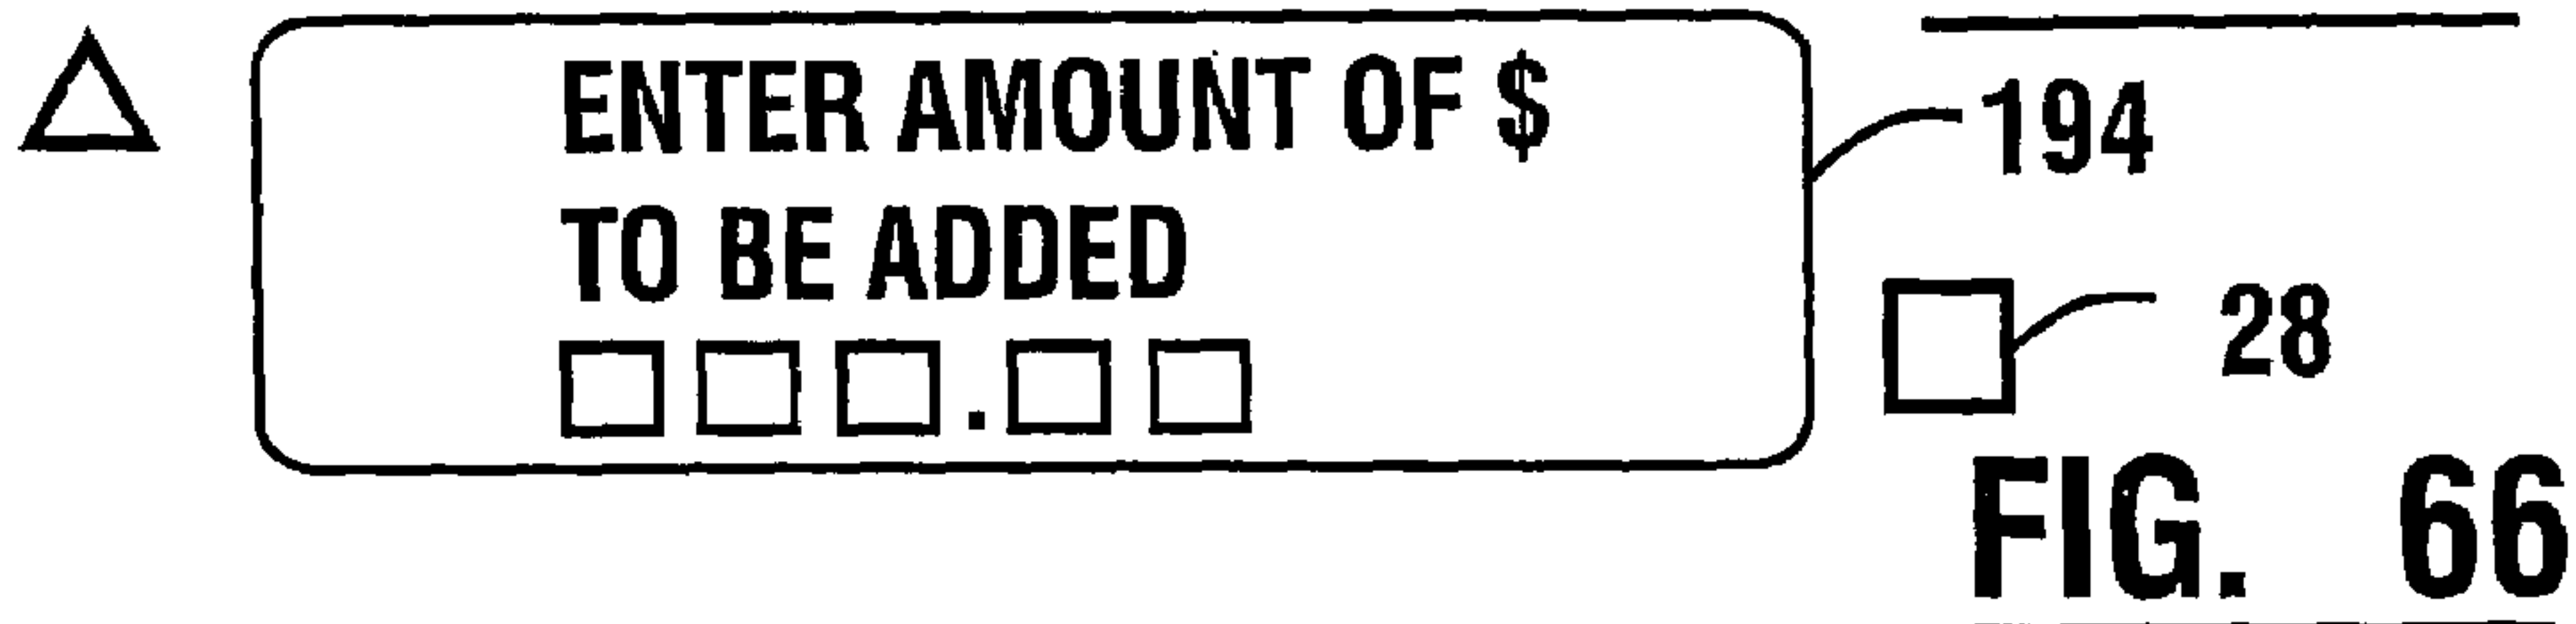 ENTER AMOUNT OF $
TO BE ADDED
.
194
28
FIG. 66